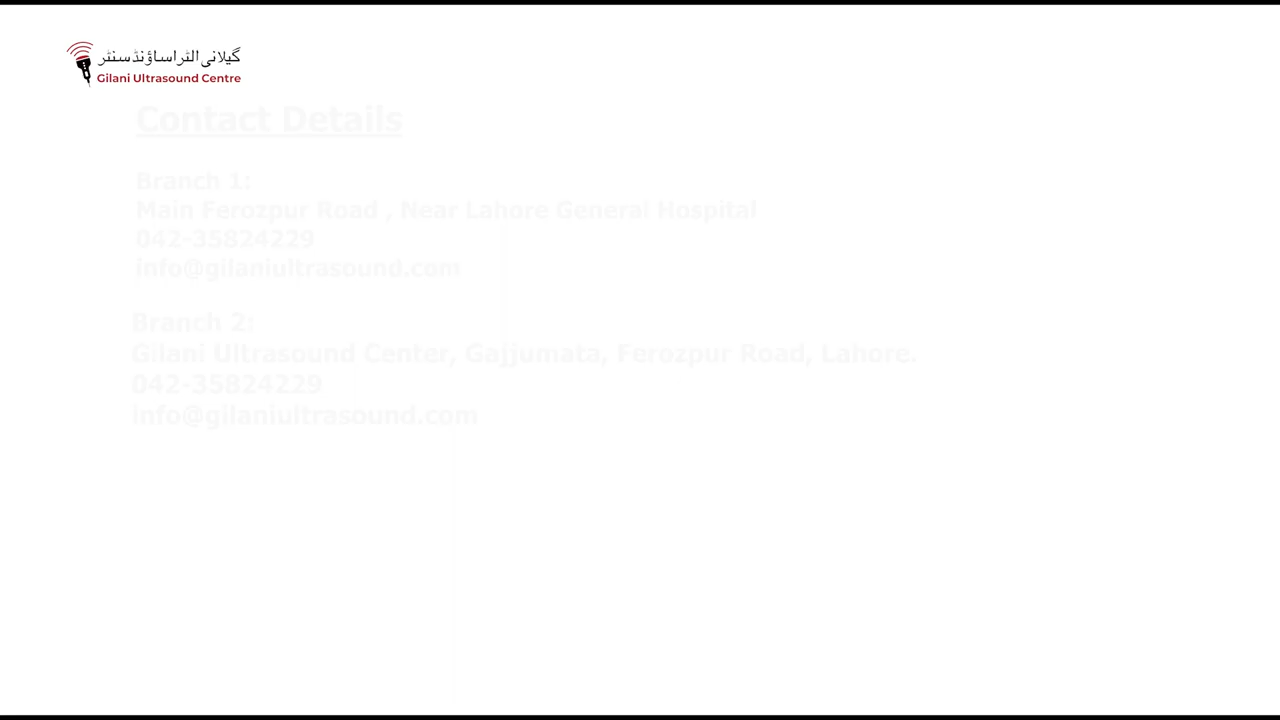 گیلانی الٹراساؤنڈ سنٹر
Gilani Ultrasound Centre
Contact Details
Branch 1:
Main Ferozpur Road , Near Lahore General Hospital
042-35824229
info@gilaniultrasound.com
Branch 2:
Gilani Ultrasound Center, Gajjumata, Ferozpur Road, Lahore.
042-35824229
info@gilaniultrasound.com